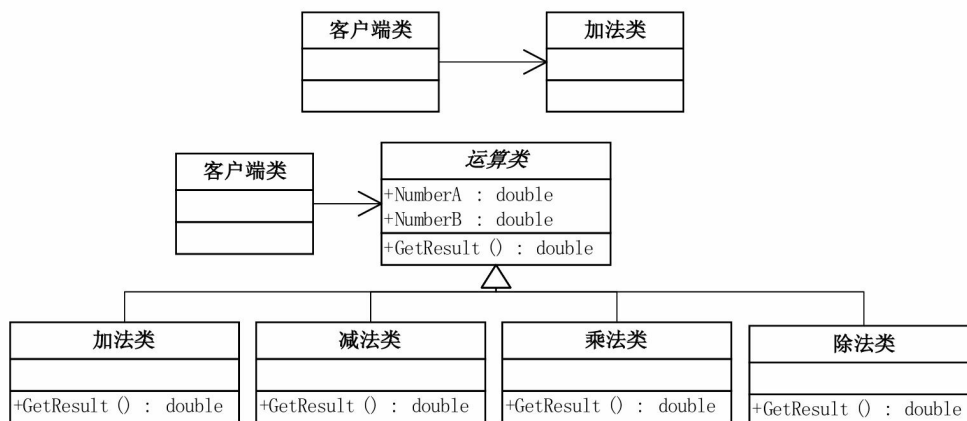 客户端类
加法类
客户端类
运算类
+NumberA : double
+NumberB : double
+GetResult () : double
加法类
减法类
乘法类
除法类
+GetResult () : double
+GetResult () : double
+GetResult () : double
+GetResult () : double